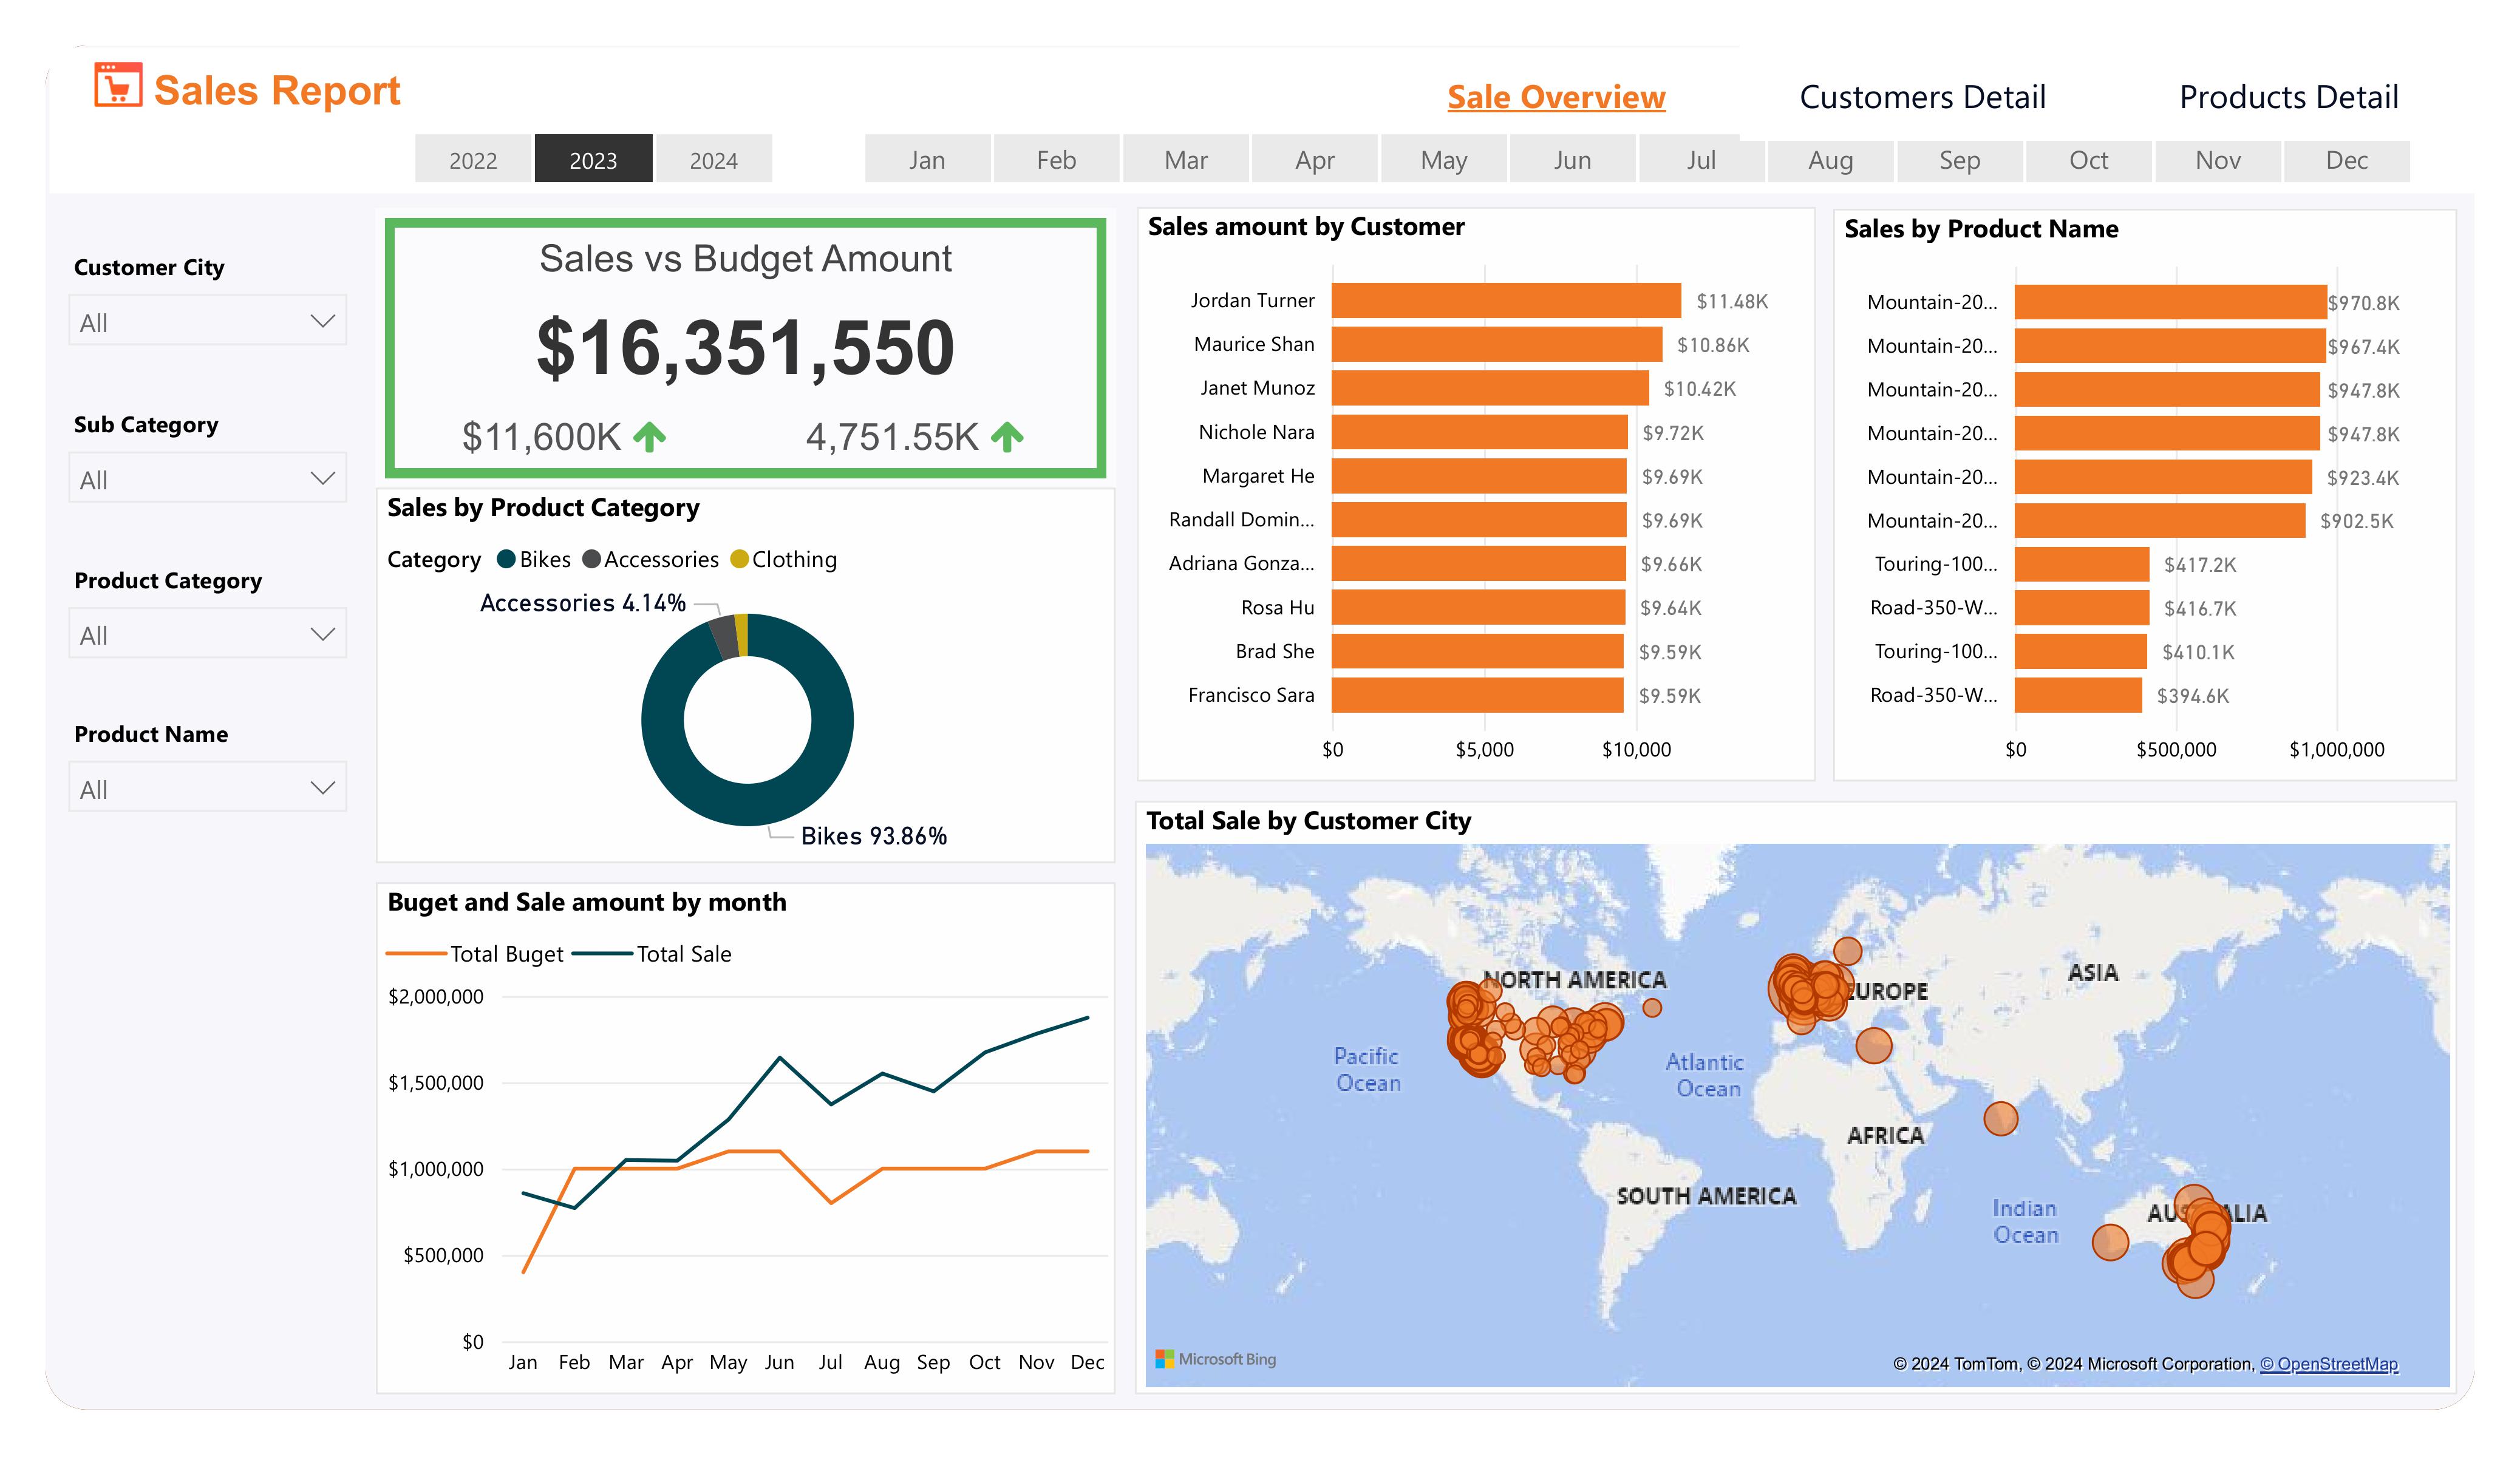 Sales Report
Sale Overview
Customers Detail
Products Detail
2022 2023 2024
Jan Feb Mar Apr May Jun Jul Aug Sep Oct Nov Dec
Customer City
All
Sub Category
All
Product Category
All
Product Name
All
Sales vs Budget Amount
$16,351,550
$11,600K 4,751.55K
Sales by Product Category
Category Bikes Accessories Clothing
Accessories 4.14%
Bikes 93.86%
Buget and Sale amount by month
Total Buget Total Sale
$2,000,000
$1,500,000
$1,000,000
$500,000
$0
Jan Feb Mar Apr May Jun Jul Aug Sep Oct Nov Dec
Sales amount by Customer
Jordan Turner $11.48K
Maurice Shan $10.86K
Janet Munoz $10.42K
Nichole Nara $9.72K
Margaret He $9.69K
Randall Domin... $9.69K
Adriana Gonza... $9.66K
Rosa Hu $9.64K
Brad She $9.59K
Francisco Sara $9.59K
$0 $5,000 $10,000
Sales by Product Name
Mountain-20... $970.8K
Mountain-20... $967.4K
Mountain-20... $947.8K
Mountain-20... $947.8K
Mountain-20... $923.4K
Mountain-20... $902.5K
Touring-100... $417.2K
Road-350-W... $416.7K
Touring-100... $410.1K
Road-350-W... $394.6K
$0 $500,000 $1,000,000
Total Sale by Customer City
NORTH AMERICA
EUROPE
ASIA
Pacific
Ocean
Atlantic
Ocean
AFRICA
SOUTH AMERICA
Indian
Ocean
AUSTRALIA
Microsoft Bing
© 2024 TomTom, © 2024 Microsoft Corporation, © OpenStreetMap